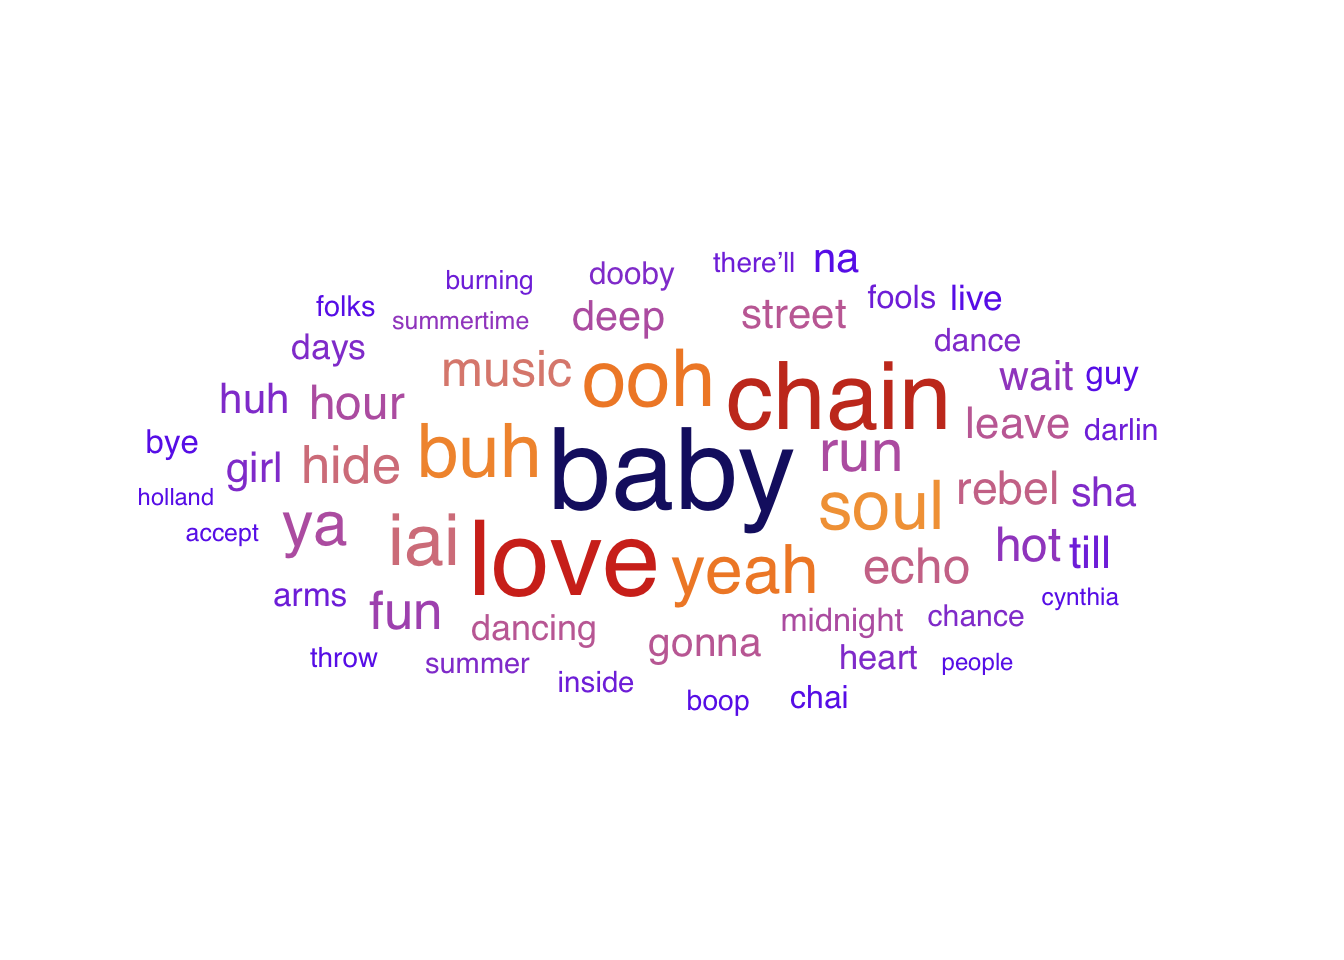 there’ll na
burning dooby
folks summertime deep street fools live
days dance
music ooh chain wait guy
huh hour leave darlin
bye buh baby run
girl hide rebel sha
holland soul
accept ya iai love yeah echo hot till
arms fun cynthia
dancing gonna midnight chance
throw summer heart people
inside boop chai